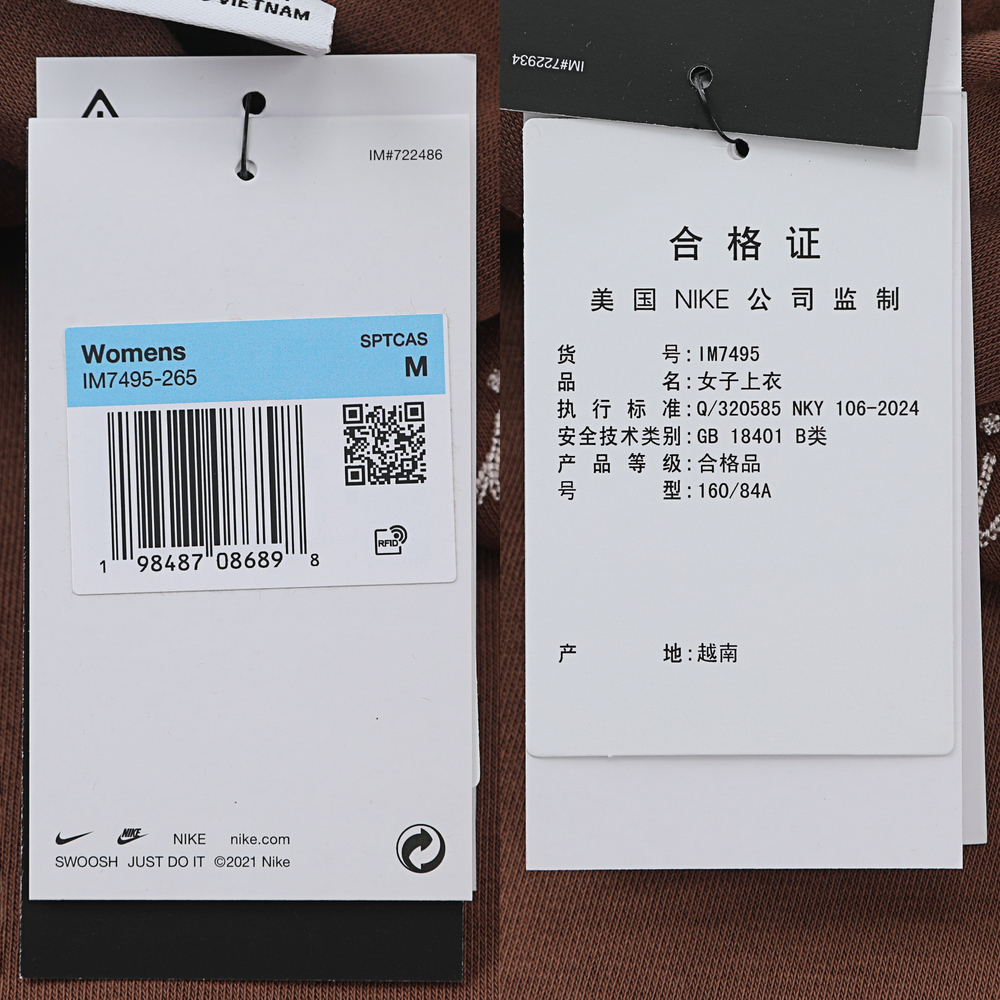 VIETNAM
IM#722486
Womens
SPTCAS
IM7495-265
M
1 98487 08689 8
RFID
NIKE
NIKE
nike.com
SWOOSH JUST DO IT ©2021 Nike
IM#722934
合格证
美国 NIKE 公司监制
货号:IM7495
品名:女子上衣
执行标准:Q/320585 NKY 106-2024
安全技术类别:GB 18401 B类
产品等级:合格品
号型:160/84A
产地:越南